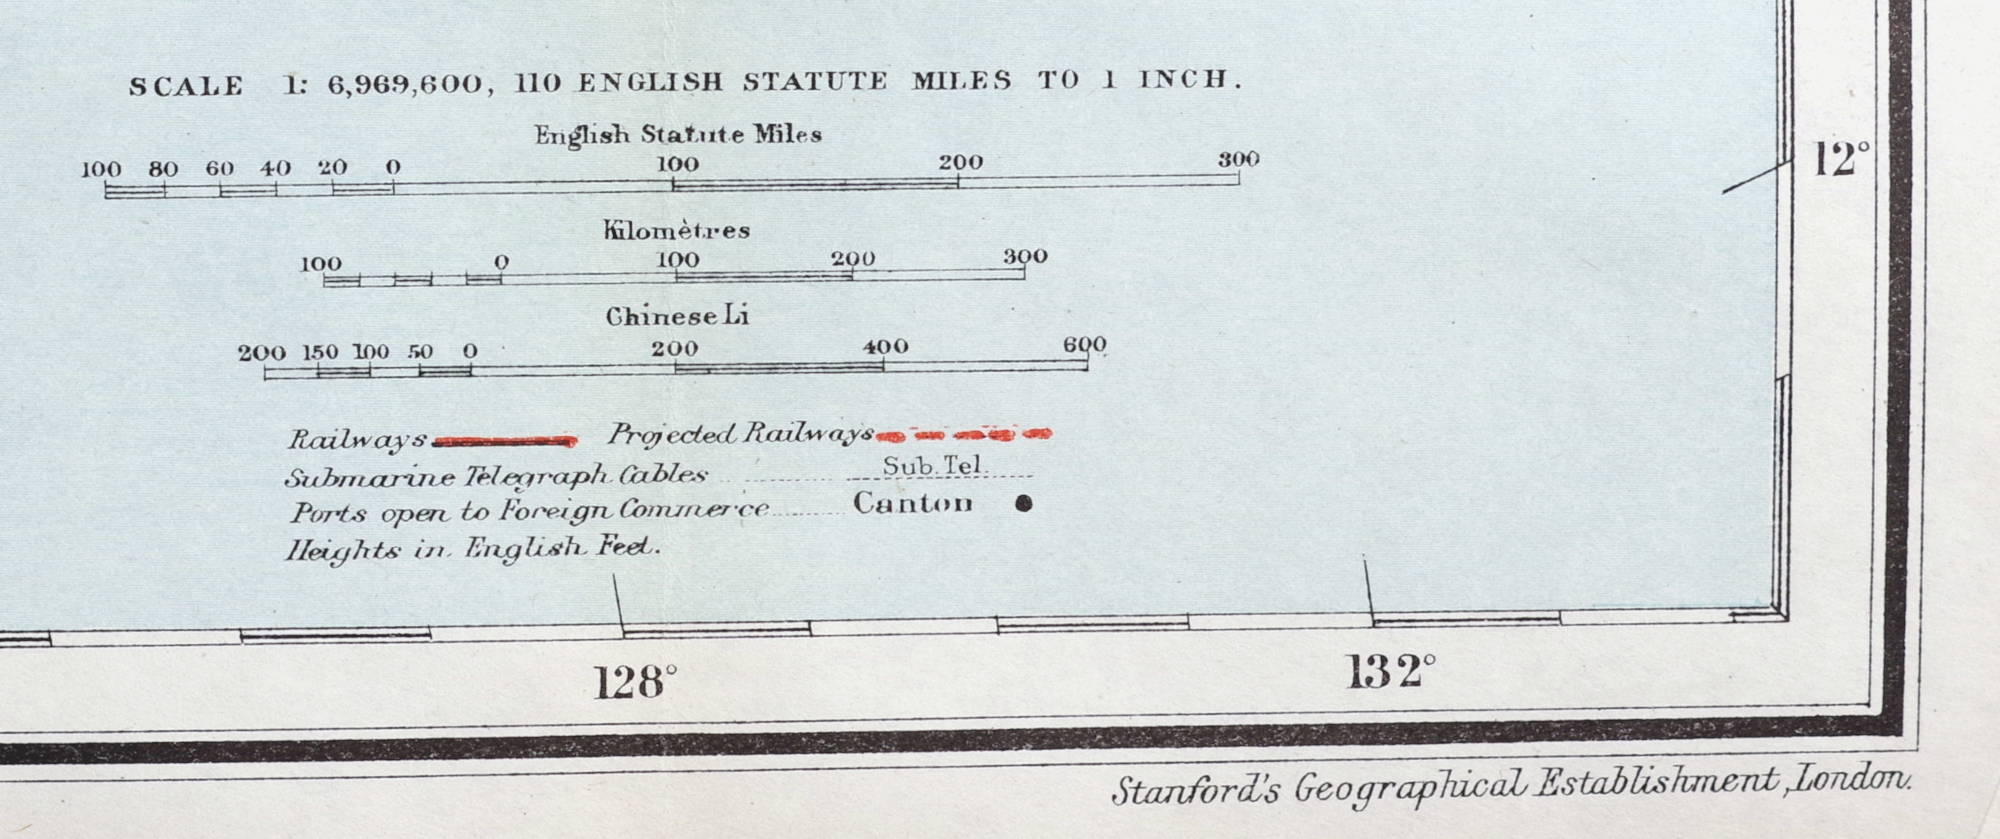 SCALE 1: 6,969,600, 110 ENGLISH STATUTE MILES TO 1 INCH.
English Statute Miles
100 80 60 40 20 0 100 200 300
12°
Kilomètres
100 0 100 200 300
Chinese Li
200 150 100 50 0 200 400 600
Railways Projected Railways
Submarine Telegraph Cables Sub. Tel.
Ports open to Foreign Commerce Canton
Heights in English Feet.
128° 132°
Stanford's Geographical Establishment, London.